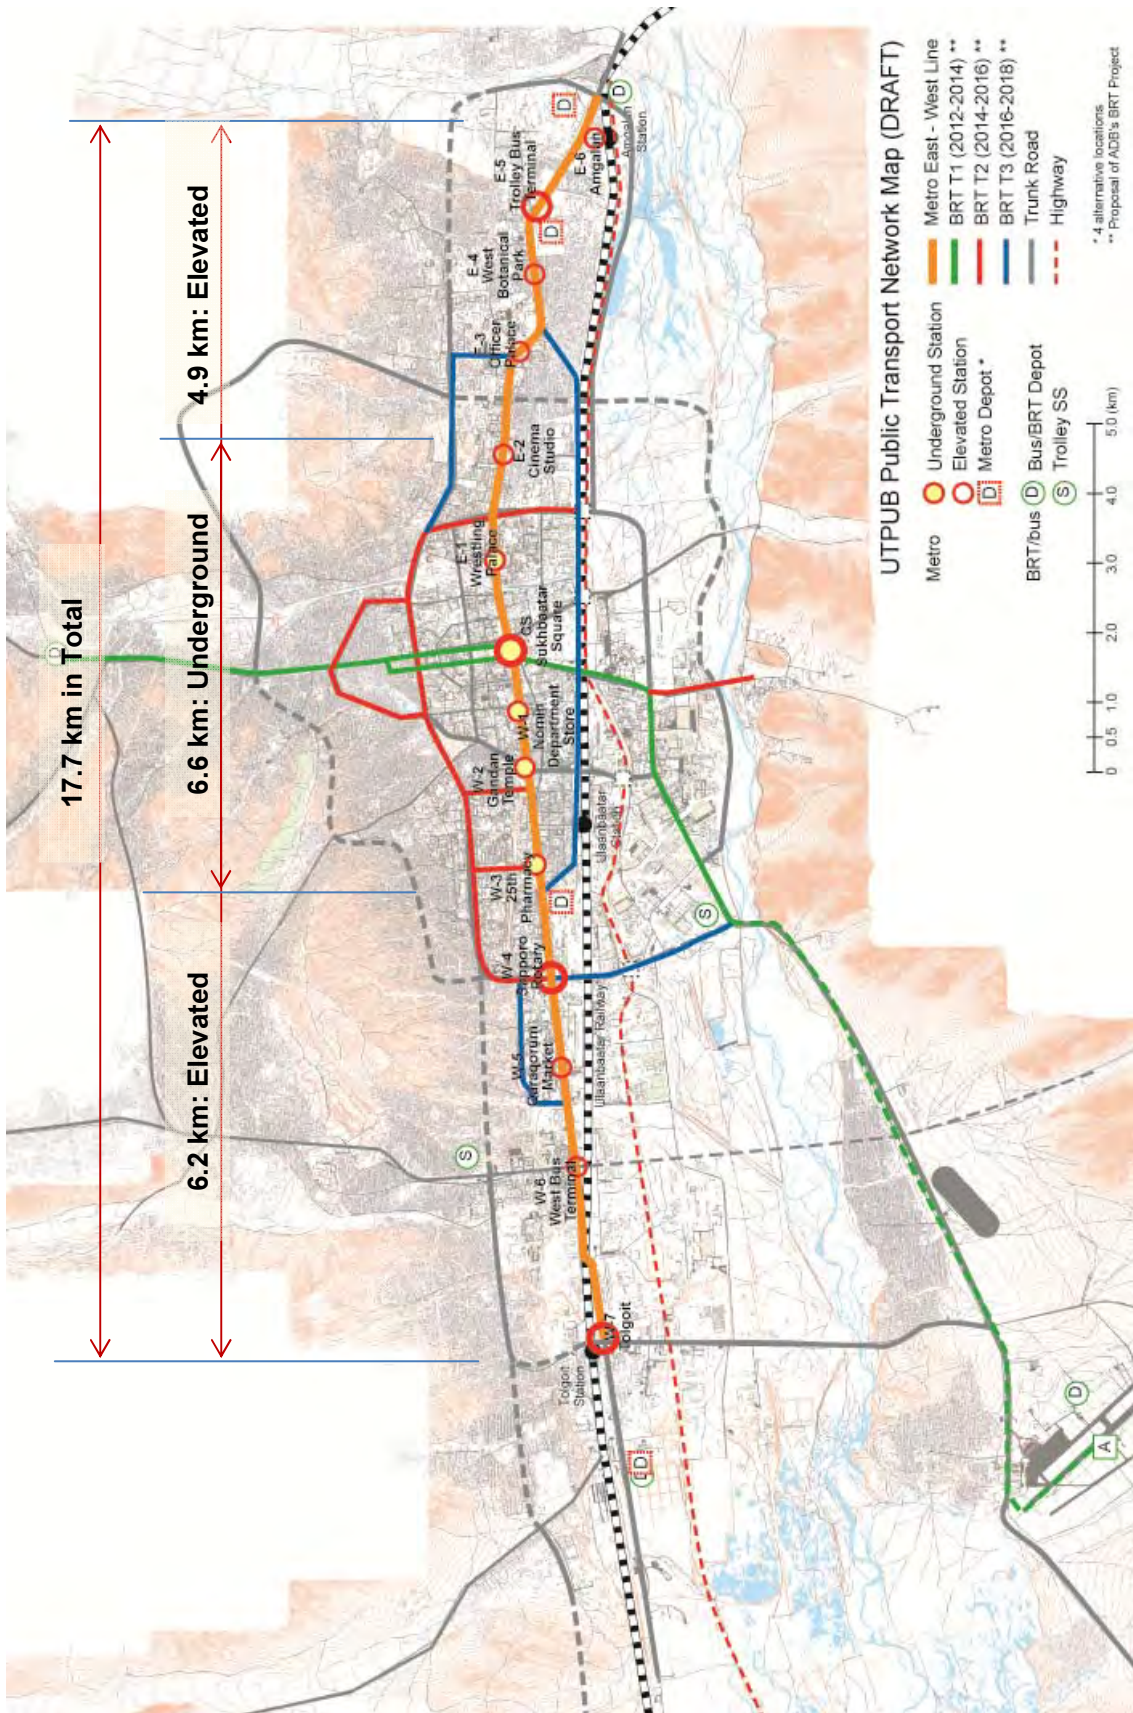 17.7 km in Total
6.2 km: Elevated
6.6 km: Underground
4.9 km: Elevated
Tolgoit
Station
W-7
Tolgoit
W-6
West Bus
Terminal
W-5
Qaraqorum
Market
Ulaanbaatar Railway
W-4
Sapporo
Rotary
W-3
25th
Pharmacy
W-2
Gandan
Temple
W-1
Nomin
Department
Store
Ulaanbaatar
Station
CS
Sukhbaatar
Square
E-1
Wrestling
Palace
E-2
Cinema
Studio
E-3
Officer
Palace
E-4
West
Botanical
Park
E-5
Trolley Bus
Terminal
E-6
Amgalan
Amgalan
Station
D
D
D
D
D
D
D
S
S
A
UTPUB Public Transport Network Map (DRAFT)
Metro
Underground Station
Elevated Station
D Metro Depot *
BRT/bus
D Bus/BRT Depot
S Trolley SS
Metro East - West Line
BRT T1 (2012-2014) **
BRT T2 (2014-2016) **
BRT T3 (2016-2018) **
Trunk Road
Highway
* 4 alternative locations
** Proposal of ADB's BRT Project
0 0.5 1.0 2.0 3.0 4.0 5.0 (km)